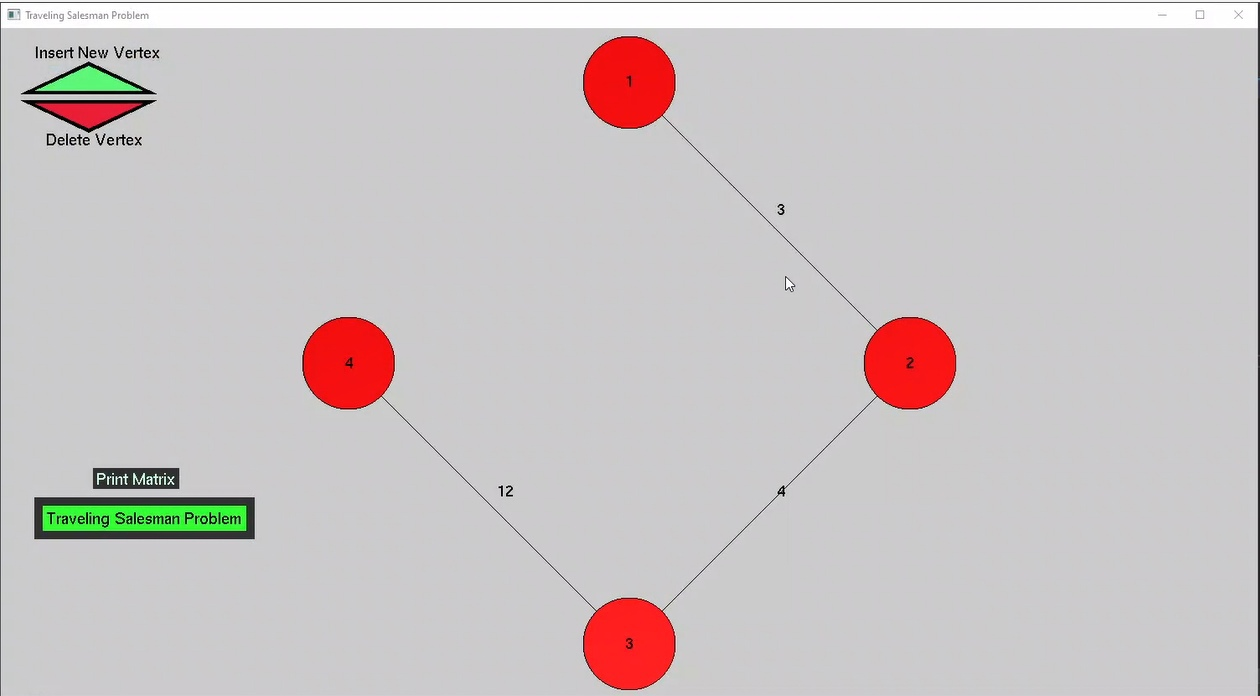 Traveling Salesman Problem
Insert New Vertex
Delete Vertex
1
3
4
2
Print Matrix
12
4
Traveling Salesman Problem
3